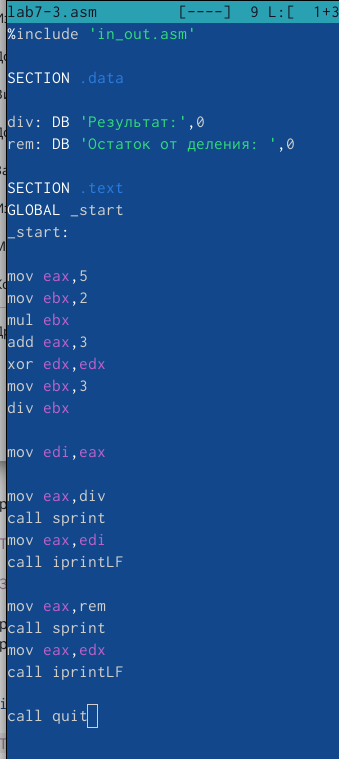 lab7-3.asm [----] 9 L:[ 1+3
%include 'in_out.asm'
SECTION .data
div: DB 'Результат:',0
rem: DB 'Остаток от деления: ',0
SECTION .text
GLOBAL _start
_start:
mov eax,5
mov ebx,2
mul ebx
add eax,3
xor edx,edx
mov ebx,3
div ebx
mov edi,eax
mov eax,div
call sprint
mov eax,edi
call iprintLF
mov eax,rem
call sprint
mov eax,edx
call iprintLF
call quit